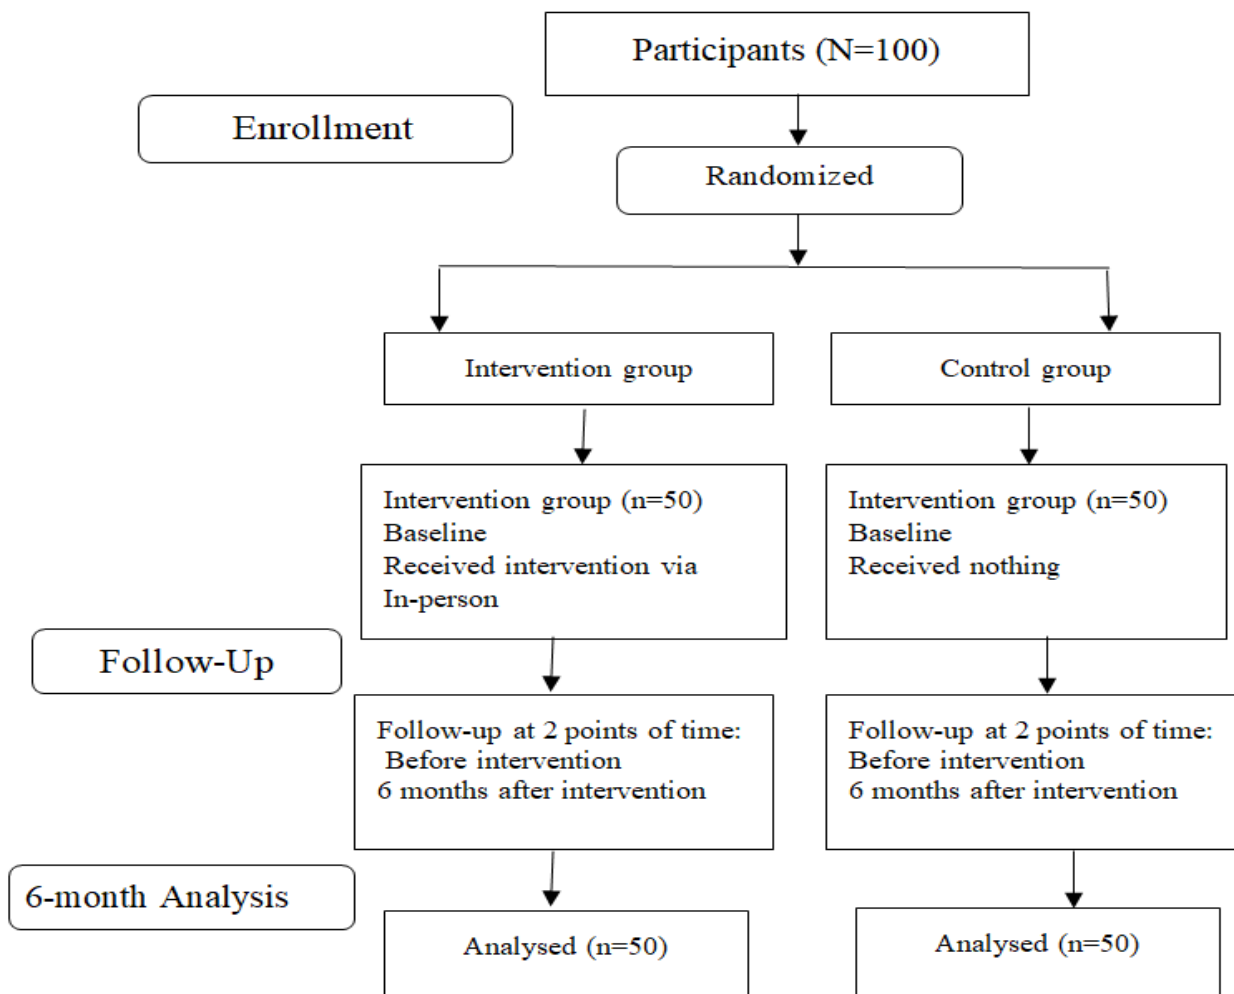 Participants (N=100)
Enrollment
Randomized
Intervention group
Control group
Intervention group (n=50)
Baseline
Received intervention via
In-person
Intervention group (n=50)
Baseline
Received nothing
Follow-Up
Follow-up at 2 points of time:
Before intervention
6 months after intervention
Follow-up at 2 points of time:
Before intervention
6 months after intervention
6-month Analysis
Analysed (n=50)
Analysed (n=50)